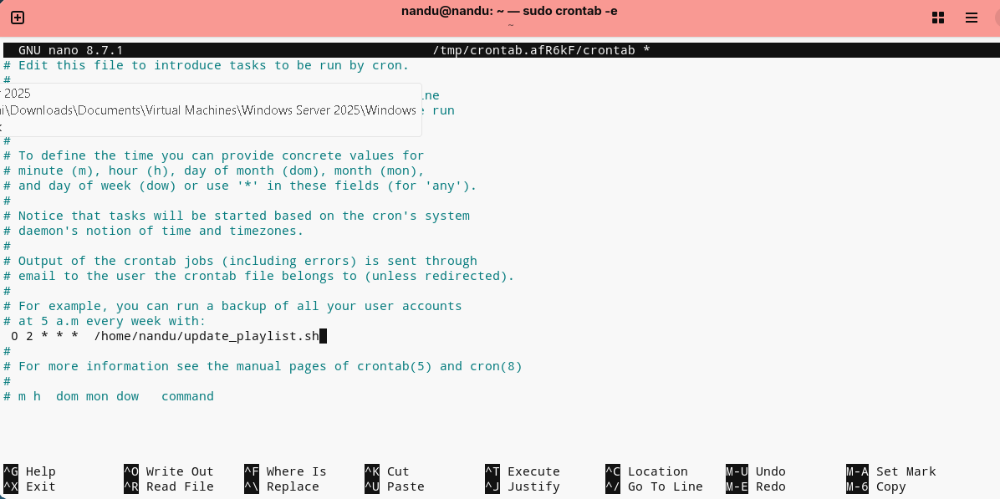 nandu@nandu: ~ — sudo crontab -e
~
GNU nano 8.7.1 /tmp/crontab.afR6kF/crontab *
# Edit this file to introduce tasks to be run by cron.
#
2025
ine
\Downloads\Documents\Virtual Machines\Windows Server 2025\Windows
run
#
# To define the time you can provide concrete values for
# minute (m), hour (h), day of month (dom), month (mon),
# and day of week (dow) or use '*' in these fields (for 'any').
#
# Notice that tasks will be started based on the cron's system
# daemon's notion of time and timezones.
#
# Output of the crontab jobs (including errors) is sent through
# email to the user the crontab file belongs to (unless redirected).
#
# For example, you can run a backup of all your user accounts
# at 5 a.m every week with:
0 2 * * *  /home/nandu/update_playlist.sh
#
# For more information see the manual pages of crontab(5) and cron(8)
#
# m h  dom mon dow   command
^G Help ^O Write Out ^F Where Is ^K Cut ^T Execute ^C Location M-U Undo M-A Set Mark
^X Exit ^R Read File ^\ Replace ^U Paste ^J Justify ^/ Go To Line M-E Redo M-6 Copy